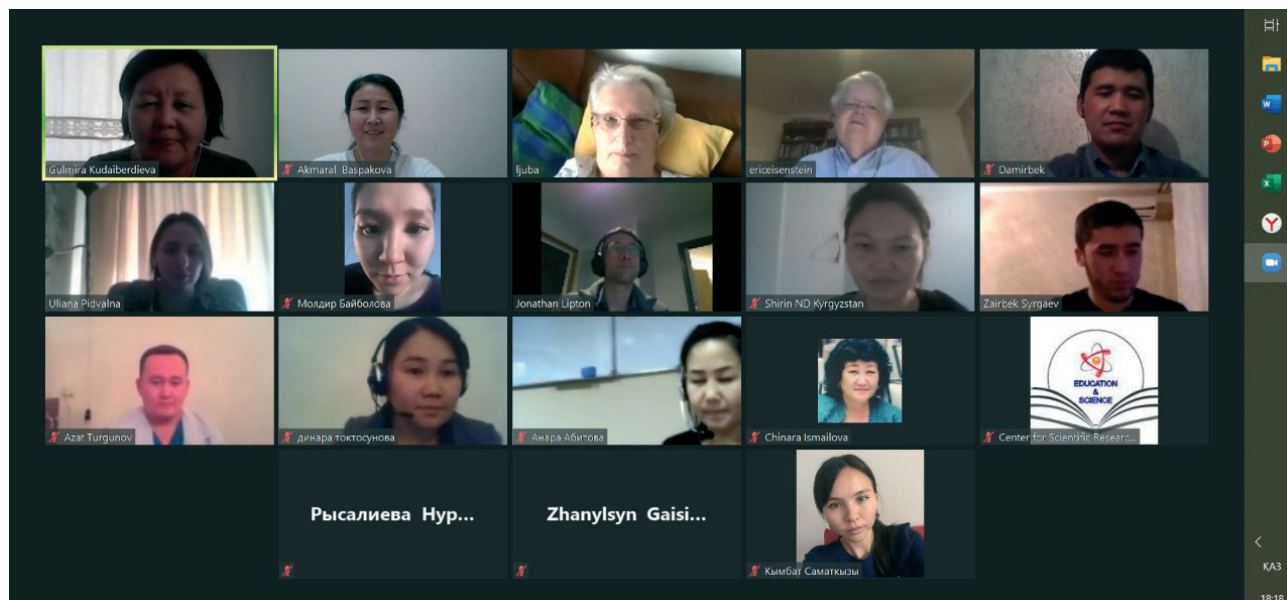 Gulmira Kudaiberdieva
Akmaral Baspakova
ljuba
ericeisenstein
Damirbek
Uliana Pidvalna
Молдир Байболова
Jonathan Lipton
Shirin ND Kyrgyzstan
Zairbek Syrgaev
Azat Turgunov
динара токтосунова
Анара Абитова
Chinara Ismailova
EDUCATION
&
SCIENCE
Center for Scientific Researc...
Рысалиева Нур...
Zhanylsyn Gaisi...
Кымбат Саматкызы
W
P
X
Y
ҚАЗ
18:18